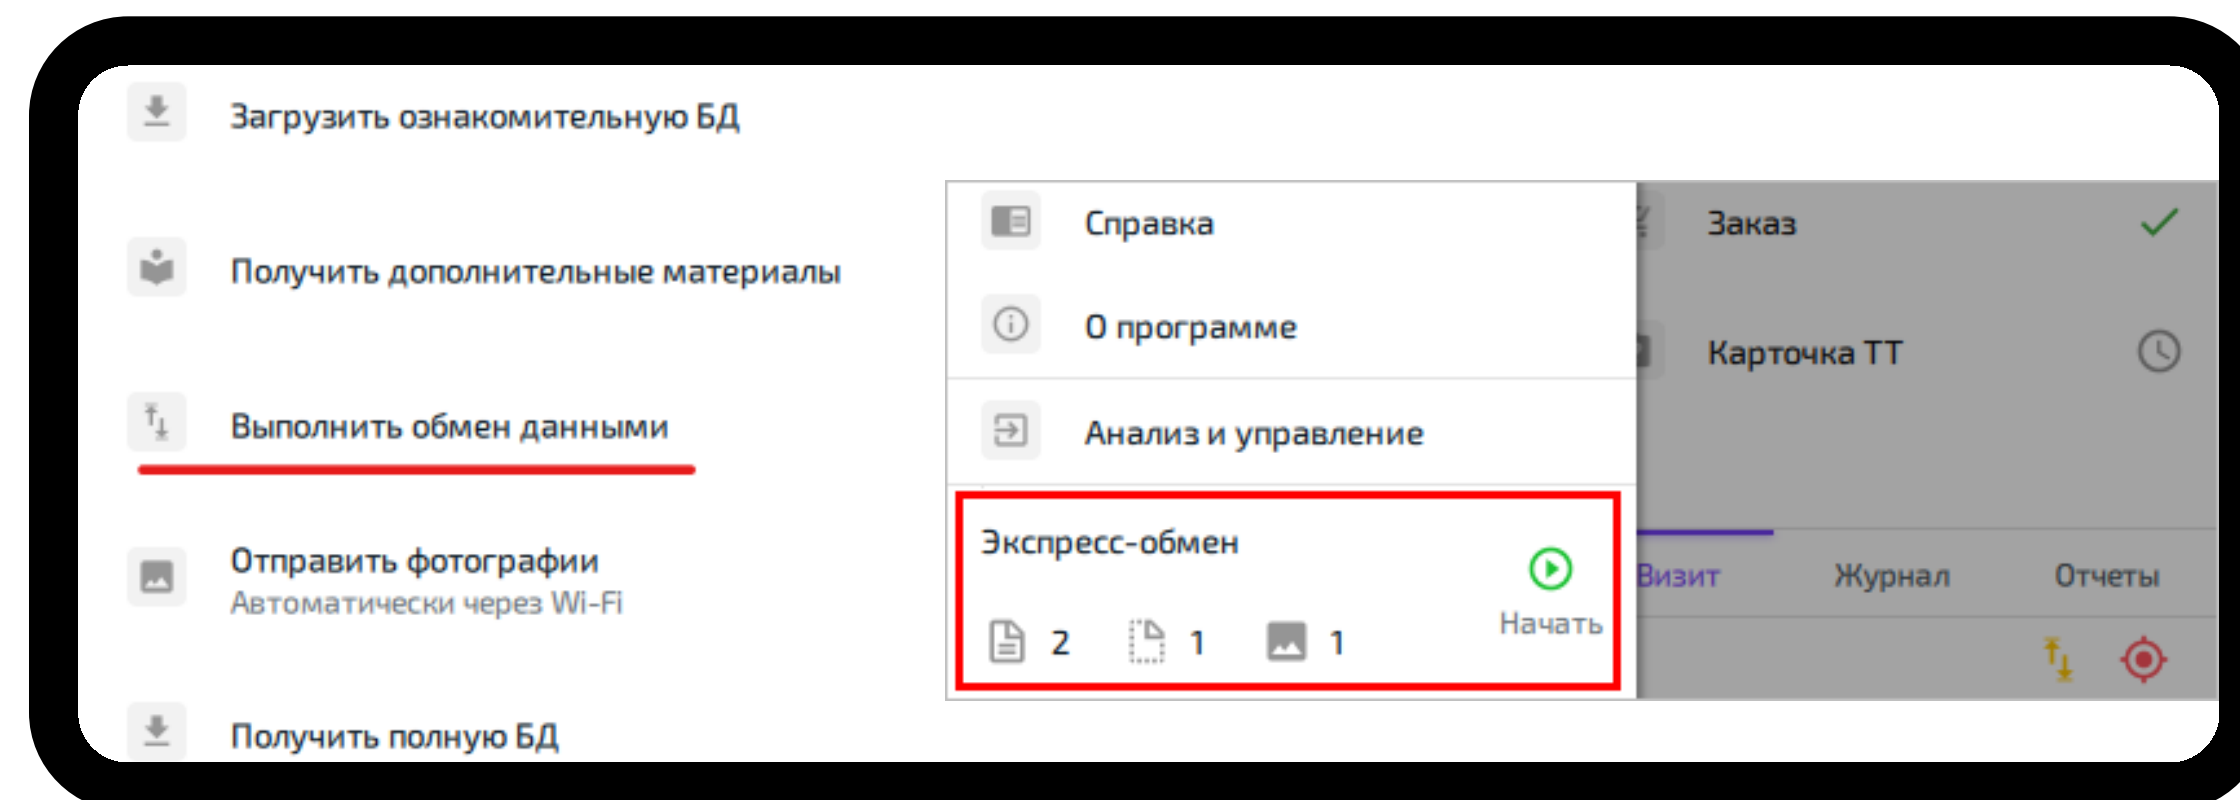 Загрузить ознакомительную БД
Получить дополнительные материалы
Выполнить обмен данными
Отправить фотографии
Автоматически через Wi-Fi
Получить полную БД
Справка
О программе
Анализ и управление
Экспресс-обмен
2 1 1
Начать
Заказ
Карточка ТТ
Визит Журнал Отчеты